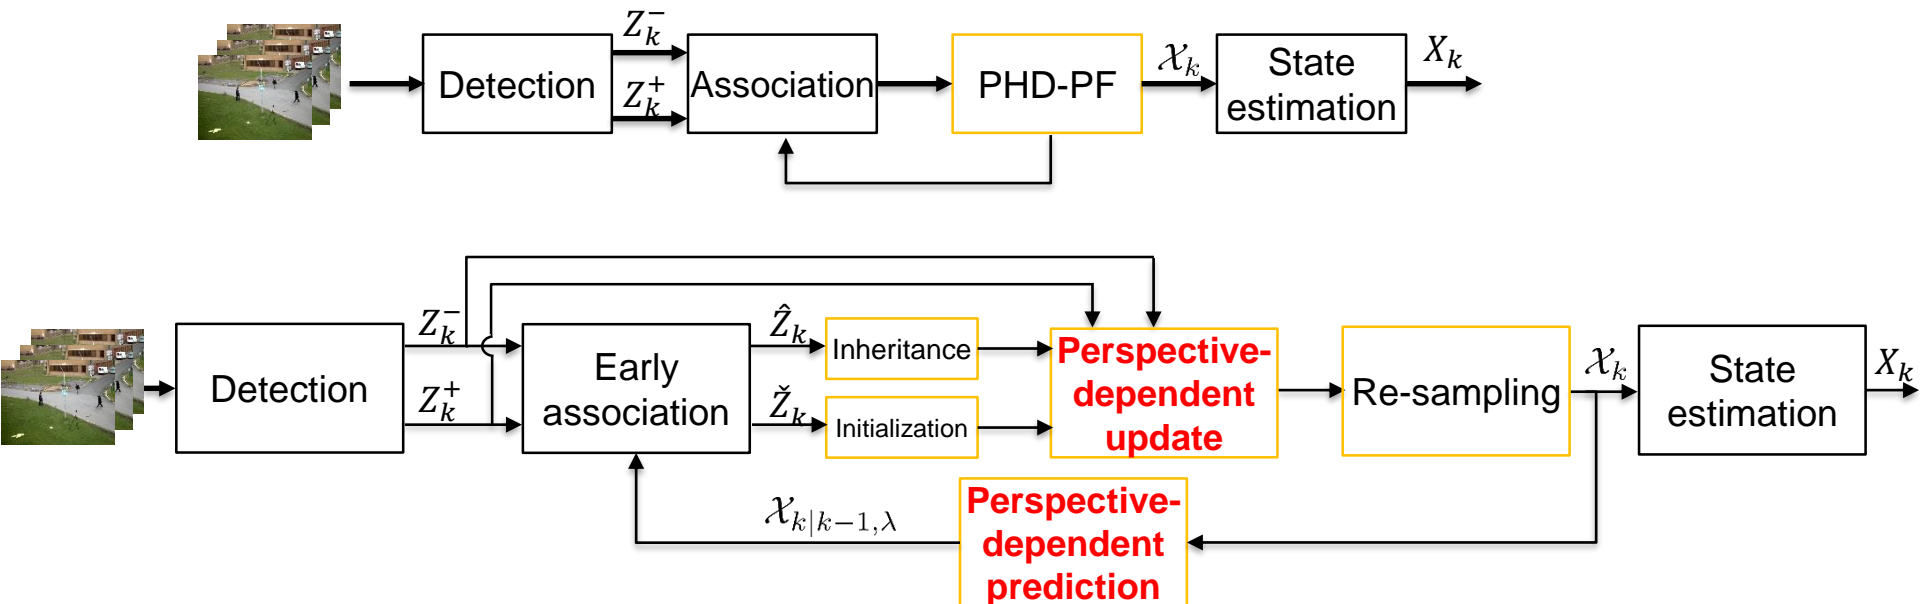 Z_k^-
Z_k^+
Detection
Association
PHD-PF
𝒳_k
State
estimation
X_k
Detection
Z_k^-
Z_k^+
Early
association
Ẑ_k
Ž_k
Inheritance
Initialization
Perspective-
dependent
update
Re-sampling
𝒳_k
State
estimation
X_k
𝒳_{k|k−1,λ}
Perspective-
dependent
prediction